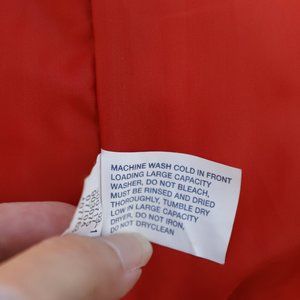 MACHINE WASH COLD IN FRONT
LOADING LARGE CAPACITY
WASHER, DO NOT BLEACH,
MUST BE RINSED AND DRIED
THOROUGHLY, TUMBLE DRY
LOW IN LARGE CAPACITY
DRYER, DO NOT IRON,
DO NOT DRYCLEAN